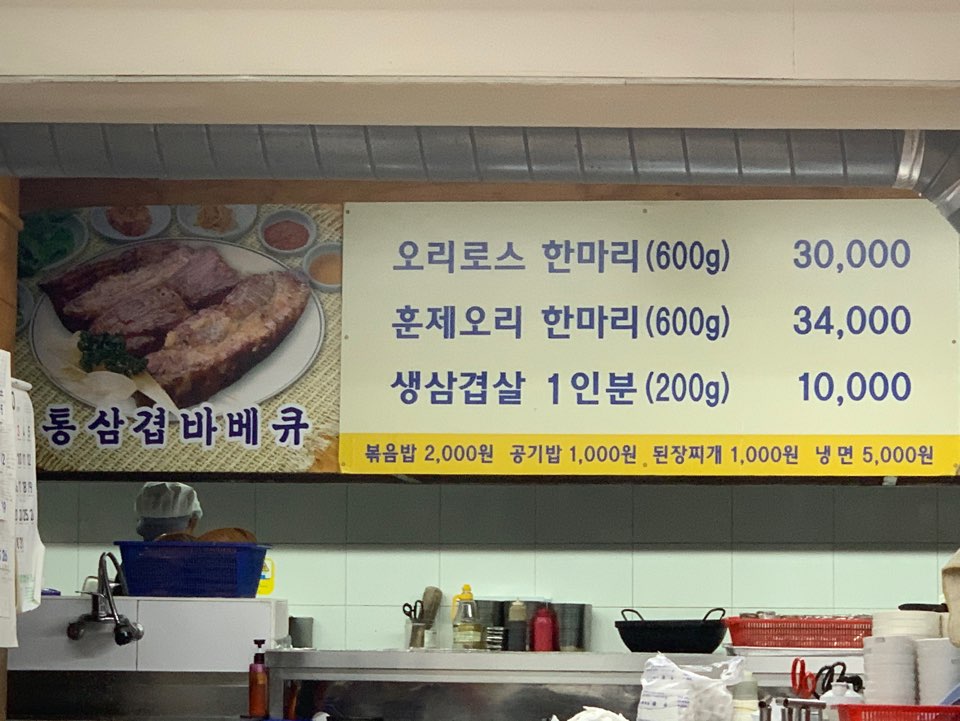 오리로스 한마리(600g) 30,000
훈제오리 한마리(600g) 34,000
생삼겹살 1인분(200g) 10,000
통삼겹바베큐
볶음밥 2,000원 공기밥 1,000원 된장찌개 1,000원 냉면 5,000원